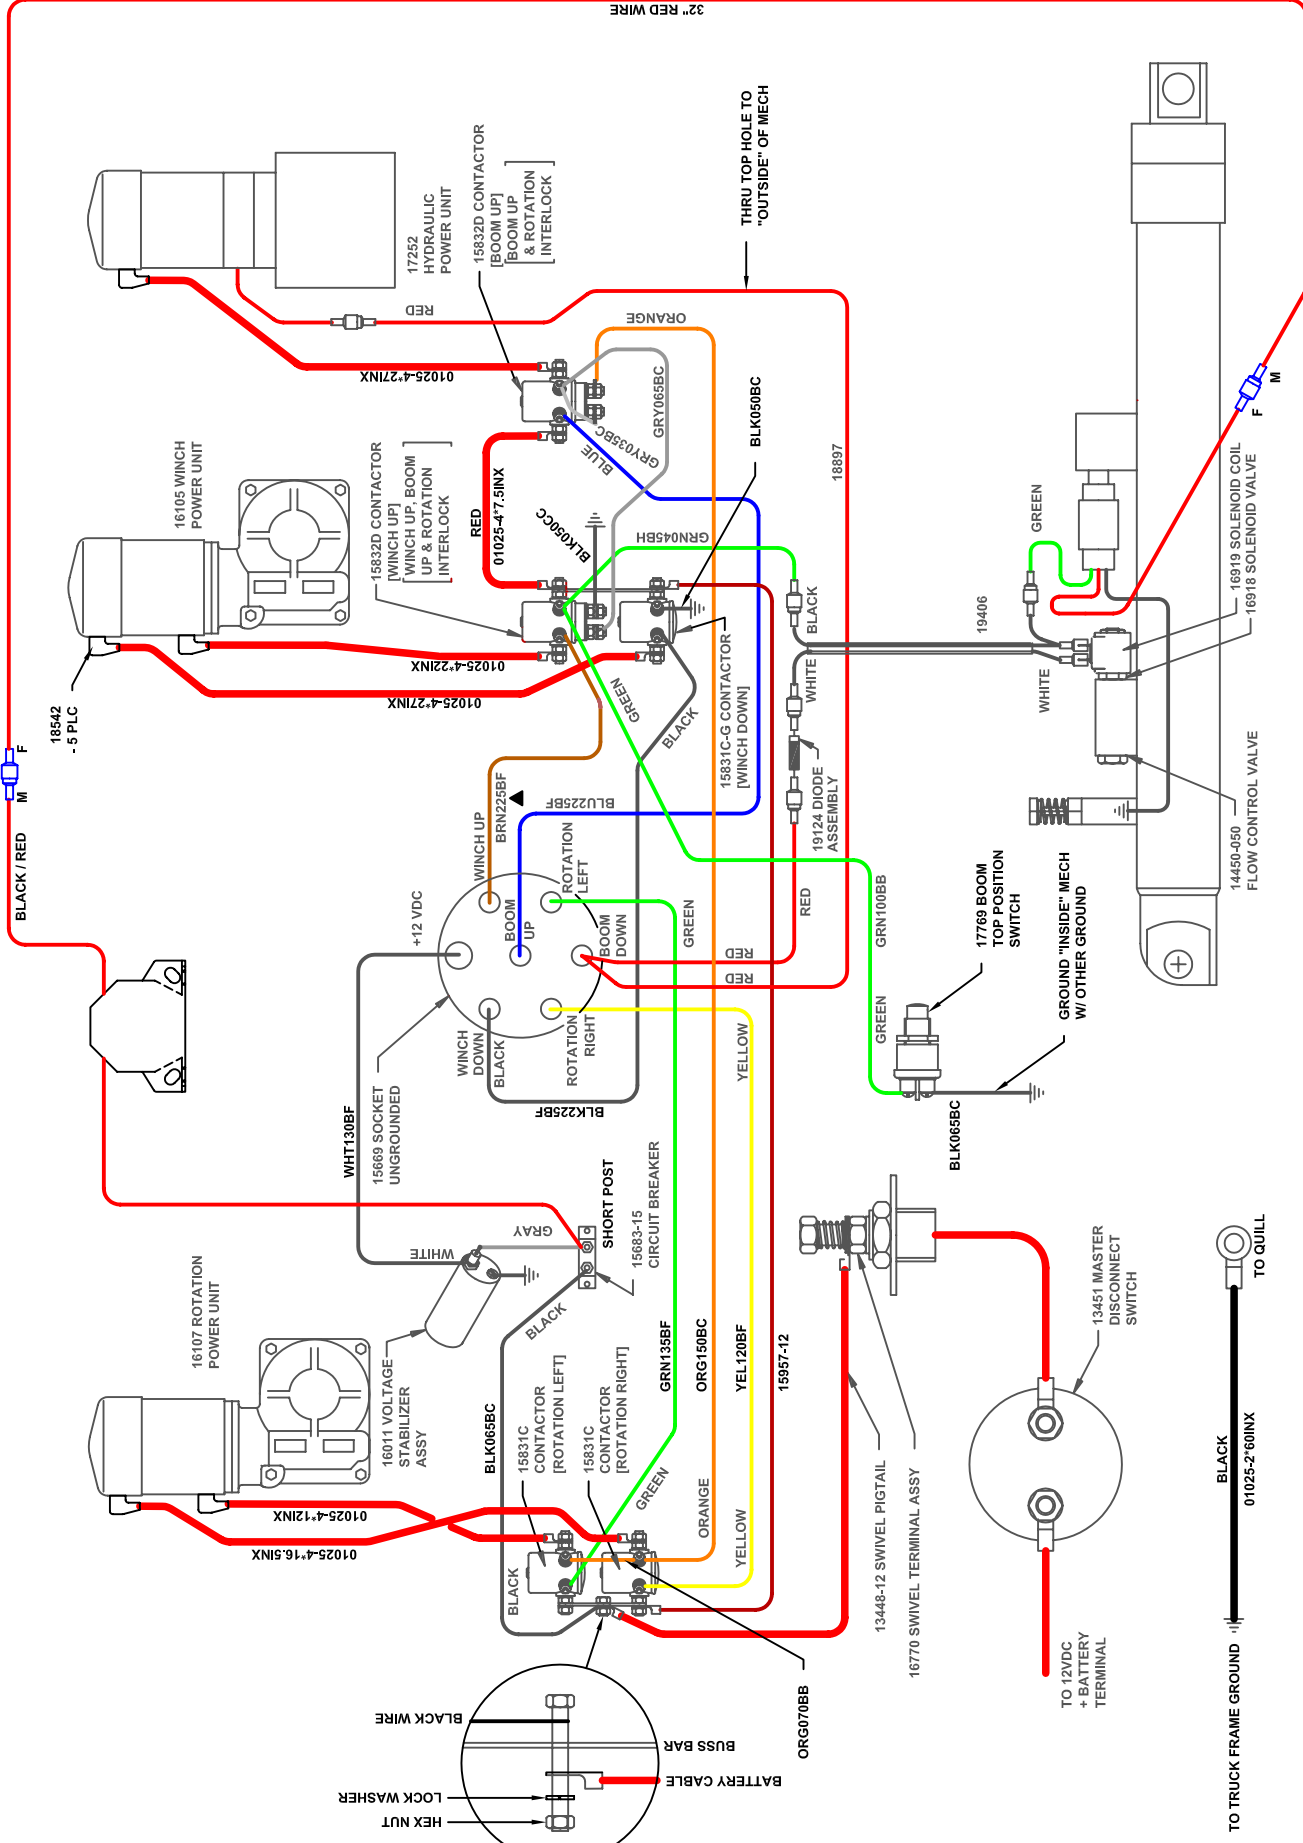 32" RED WIRE
THRU TOP HOLE TO
"OUTSIDE" OF MECH
15832D CONTACTOR
[BOOM UP]
BOOM UP
& ROTATION
INTERLOCK
17252
HYDRAULIC
POWER UNIT
RED
ORANGE
01025-4*27INX
GRY065BC
GRY035BC
BLUE
BLK050BC
16105 WINCH
POWER UNIT
15832D CONTACTOR
[WINCH UP]
WINCH UP, BOOM
UP & ROTATION
INTERLOCK
RED
01025-4*7.5INX
BLK050CC
GRN045BH
18897
01025-4*22INX
01025-4*27INX
18542
- 5 PLC
GREEN
BLACK
15831C-G CONTACTOR
[WINCH DOWN]
BLACK
WHITE
19406
GREEN
WHITE
16919 SOLENOID COIL
16918 SOLENOID VALVE
F
M
F
M
BLACK / RED
WINCH UP
BRN225BF
BLU225BF
19124 DIODE
ASSEMBLY
14450-050
FLOW CONTROL VALVE
+12 VDC
BOOM
UP
ROTATION
LEFT
BOOM
DOWN
GREEN
RED
RED
RED
GRN100BB
17769 BOOM
TOP POSITION
SWITCH
GROUND "INSIDE" MECH
W/ OTHER GROUND
WINCH
DOWN
BLACK
ROTATION
RIGHT
YELLOW
GREEN
WHT130BF
15669 SOCKET
UNGROUNDED
BLK225BF
BLK065BC
WHITE
GRAY
SHORT POST
15683-15
CIRCUIT BREAKER
BLACK
16107 ROTATION
POWER UNIT
16011 VOLTAGE
STABILIZER
ASSY
GRN135BF
ORG150BC
YEL120BF
15957-12
13451 MASTER
DISCONNECT
SWITCH
TO QUILL
BLK065BC
15831C
CONTACTOR
[ROTATION LEFT]
15831C
CONTACTOR
[ROTATION RIGHT]
GREEN
ORANGE
YELLOW
01025-4*12INX
01025-4*16.5INX
BLACK
13448-12 SWIVEL PIGTAIL
16770 SWIVEL TERMINAL ASSY
BLACK
01025-2*60INX
ORG070BB
TO 12VDC
+ BATTERY
TERMINAL
TO TRUCK FRAME GROUND
BLACK WIRE
BUSS BAR
BATTERY CABLE
LOCK WASHER
HEX NUT